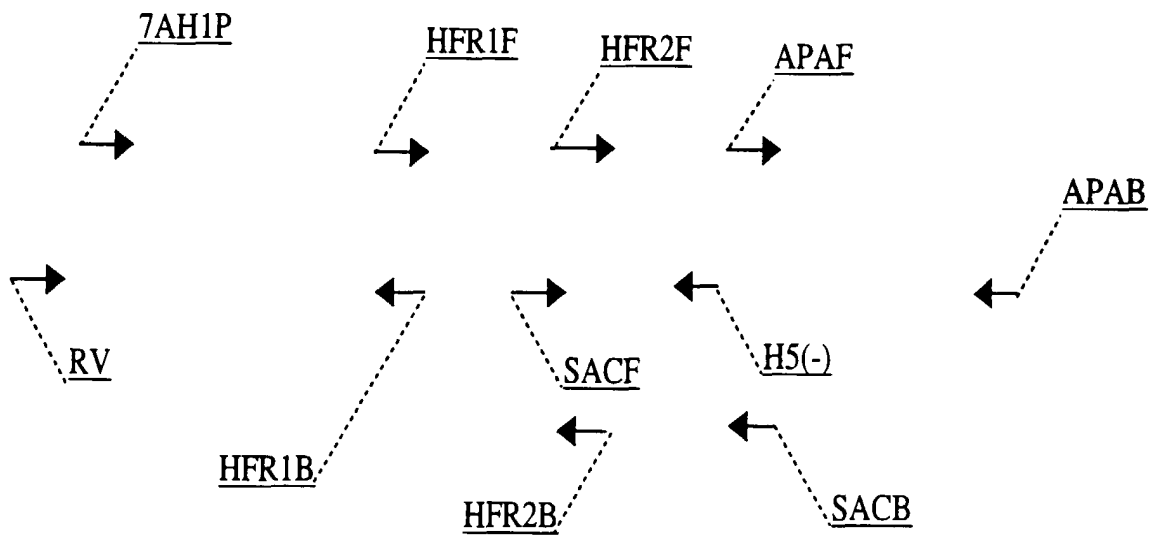 7AH1P
HFR1F
HFR2F
APAF
APAB
RV
SACF
H5(-)
HFR1B
HFR2B
SACB